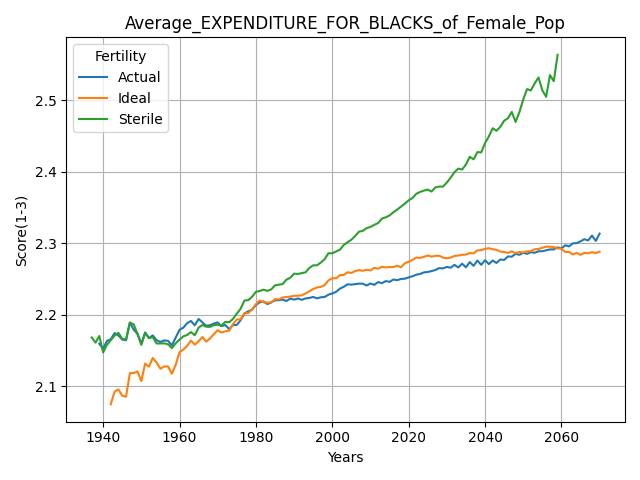 Average_EXPENDITURE_FOR_BLACKS_of_Female_Pop
Fertility
Actual
Ideal
Sterile
Score(1-3)
2.5
2.4
2.3
2.2
2.1
1940 1960 1980 2000 2020 2040 2060
Years